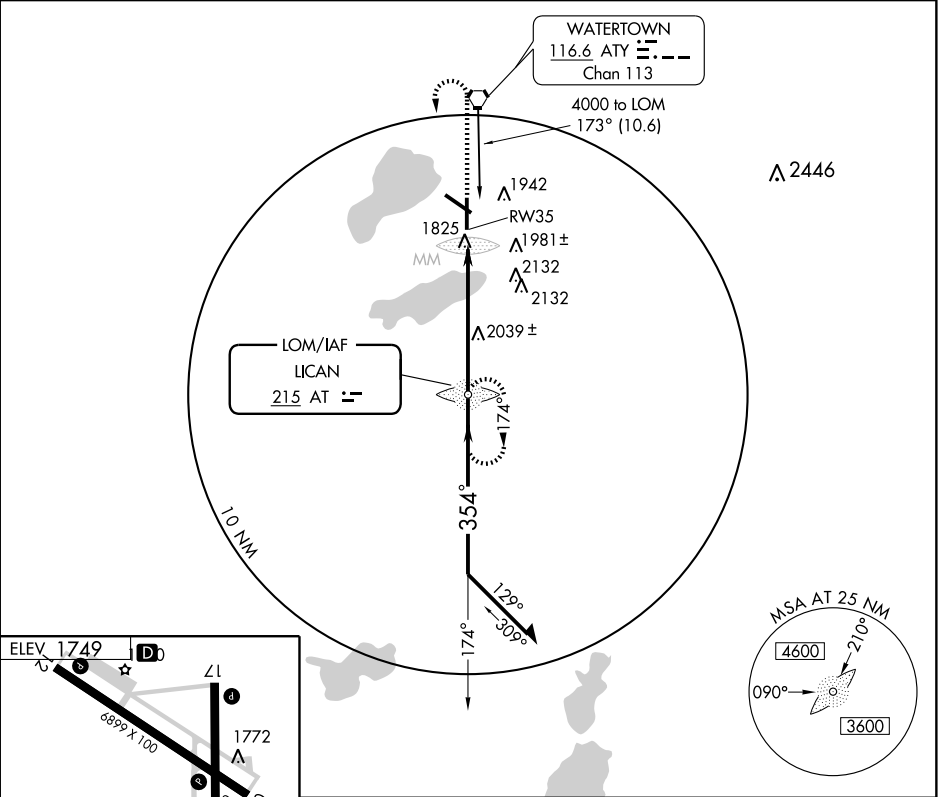 WATERTOWN
116.6 ATY
Chan 113
4000 to LOM
173° (10.6)
2446
1942
RW35
1825
1981±
MM
2132
2132
2039±
LOM/IAF
LICAN
215 AT
174°
354°
10 NM
129°
309°
174°
MSA AT 25 NM
4600
210°
090°
3600
ELEV 1749
D
12
17
P
P
6899 X 100
1772
P